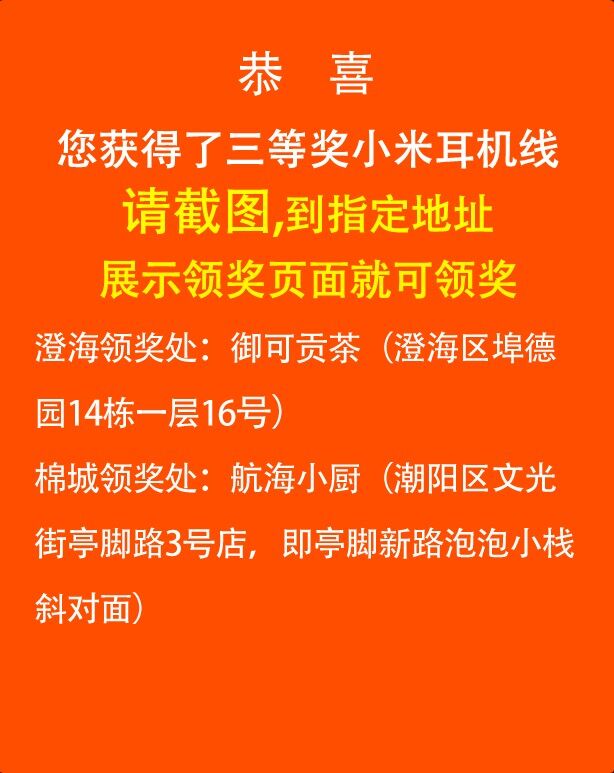 恭 喜
您获得了三等奖小米耳机线
请截图,到指定地址
展示领奖页面就可领奖
澄海领奖处：御可贡茶（澄海区埠德
园14栋一层16号）
棉城领奖处：航海小厨（潮阳区文光
街亭脚路3号店，即亭脚新路泡泡小栈
斜对面）